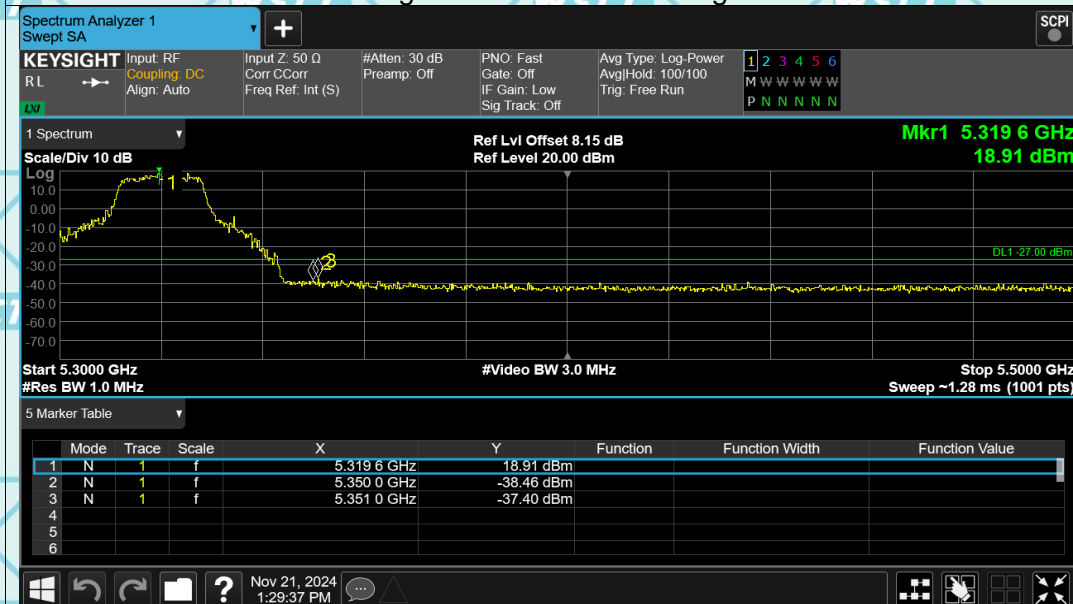 Spectrum Analyzer 1
Swept SA
+
SCPI
KEYSIGHT
RL
LXI
Input: RF
Coupling: DC
Align: Auto
Input Z: 50 Ω
Corr CCorr
Freq Ref: Int (S)
#Atten: 30 dB
Preamp: Off
PNO: Fast
Gate: Off
IF Gain: Low
Sig Track: Off
Avg Type: Log-Power
Avg|Hold: 100/100
Trig: Free Run
1 2 3 4 5 6
M W W W W W
P N N N N N
1 Spectrum
Scale/Div 10 dB
Ref Lvl Offset 8.15 dB
Ref Level 20.00 dBm
Mkr1 5.319 6 GHz
18.91 dBm
Log
10.0
0.00
-10.0
-20.0
-30.0
-40.0
-50.0
-60.0
-70.0
1
3
DL1 -27.00 dBm
Start 5.3000 GHz
#Res BW 1.0 MHz
#Video BW 3.0 MHz
Stop 5.5000 GHz
Sweep ~1.28 ms (1001 pts)
5 Marker Table
Mode Trace Scale X Y Function Function Width Function Value
1 N 1 f 5.319 6 GHz 18.91 dBm
2 N 1 f 5.350 0 GHz -38.46 dBm
3 N 1 f 5.351 0 GHz -37.40 dBm
4
5
6
?
Nov 21, 2024
1:29:37 PM